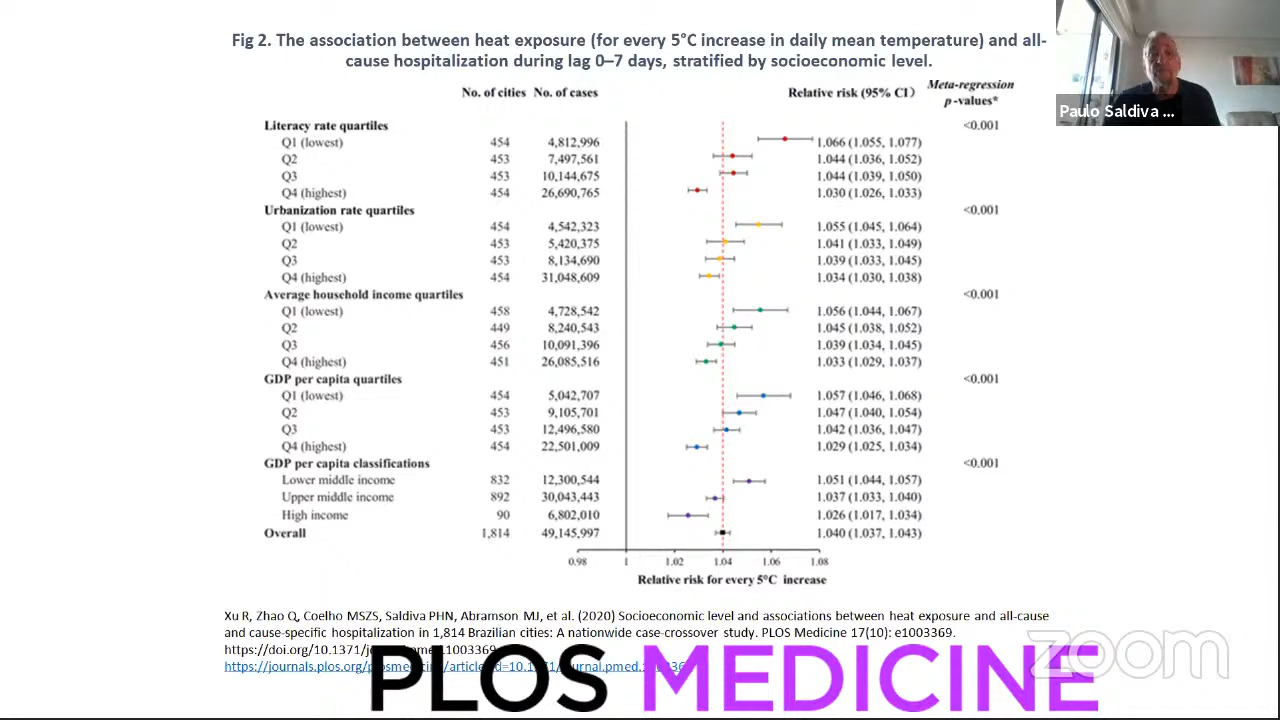 Fig 2. The association between heat exposure (for every 5°C increase in daily mean temperature) and all-
cause hospitalization during lag 0–7 days, stratified by socioeconomic level.
No. of cities No. of cases Relative risk (95% CI) Meta-regression
p-values*
Literacy rate quartiles <0.001
Q1 (lowest) 454 4,812,996 1.066 (1.055, 1.077)
Q2 453 7,497,561 1.044 (1.036, 1.052)
Q3 453 10,144,675 1.044 (1.039, 1.050)
Q4 (highest) 454 26,690,765 1.030 (1.026, 1.033)
Urbanization rate quartiles <0.001
Q1 (lowest) 454 4,542,323 1.055 (1.045, 1.064)
Q2 453 5,420,375 1.041 (1.033, 1.049)
Q3 453 8,134,690 1.039 (1.033, 1.045)
Q4 (highest) 454 31,048,609 1.034 (1.030, 1.038)
Average household income quartiles <0.001
Q1 (lowest) 458 4,728,542 1.056 (1.044, 1.067)
Q2 449 8,240,543 1.045 (1.038, 1.052)
Q3 456 10,091,396 1.039 (1.034, 1.045)
Q4 (highest) 451 26,085,516 1.033 (1.029, 1.037)
GDP per capita quartiles <0.001
Q1 (lowest) 454 5,042,707 1.057 (1.046, 1.068)
Q2 453 9,105,701 1.047 (1.040, 1.054)
Q3 453 12,496,580 1.042 (1.036, 1.047)
Q4 (highest) 454 22,501,009 1.029 (1.025, 1.034)
GDP per capita classifications <0.001
Lower middle income 832 12,300,544 1.051 (1.044, 1.057)
Upper middle income 892 30,043,443 1.037 (1.033, 1.040)
High income 90 6,802,010 1.026 (1.017, 1.034)
Overall 1,814 49,145,997 1.040 (1.037, 1.043)
0.98 1 1.02 1.04 1.06 1.08
Relative risk for every 5°C increase
Xu R, Zhao Q, Coelho MSZS, Saldiva PHN, Abramson MJ, et al. (2020) Socioeconomic level and associations between heat exposure and all-cause
and cause-specific hospitalization in 1,814 Brazilian cities: A nationwide case-crossover study. PLOS Medicine 17(10): e1003369.
https://doi.org/10.1371/
https://journals.plos.org/
PLOS MEDICINE
zoom
Paulo Saldiva ...